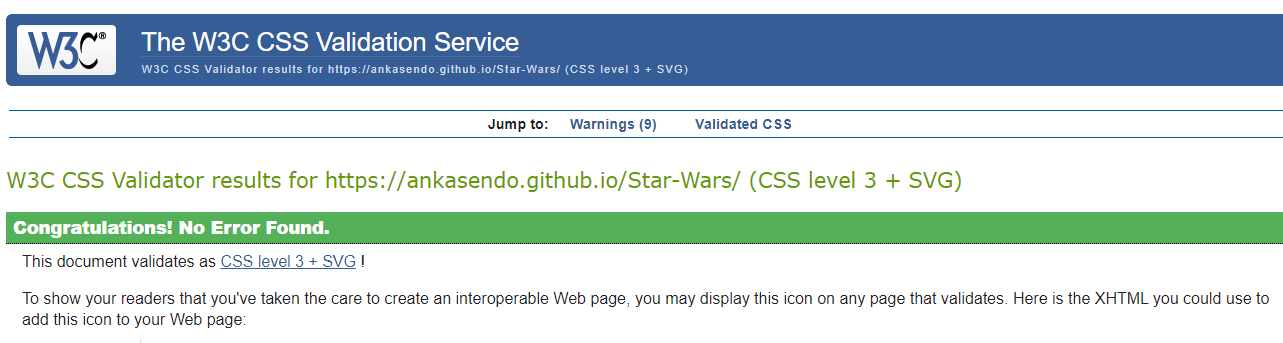 W3C®
The W3C CSS Validation Service
W3C CSS Validator results for https://ankasendo.github.io/Star-Wars/ (CSS level 3 + SVG)
Jump to: Warnings (9) Validated CSS
W3C CSS Validator results for https://ankasendo.github.io/Star-Wars/ (CSS level 3 + SVG)
Congratulations! No Error Found.
This document validates as CSS level 3 + SVG !
To show your readers that you've taken the care to create an interoperable Web page, you may display this icon on any page that validates. Here is the XHTML you could use to
add this icon to your Web page: